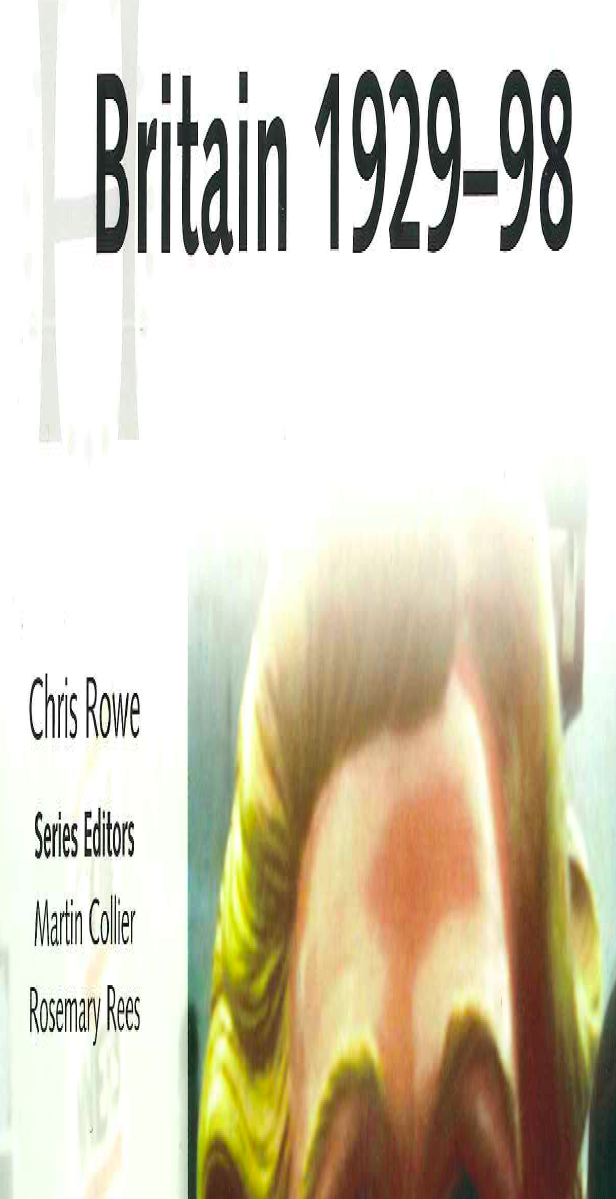 Britain 1929–98
Chris Rowe
Series Editors
Martin Collier
Rosemary Rees